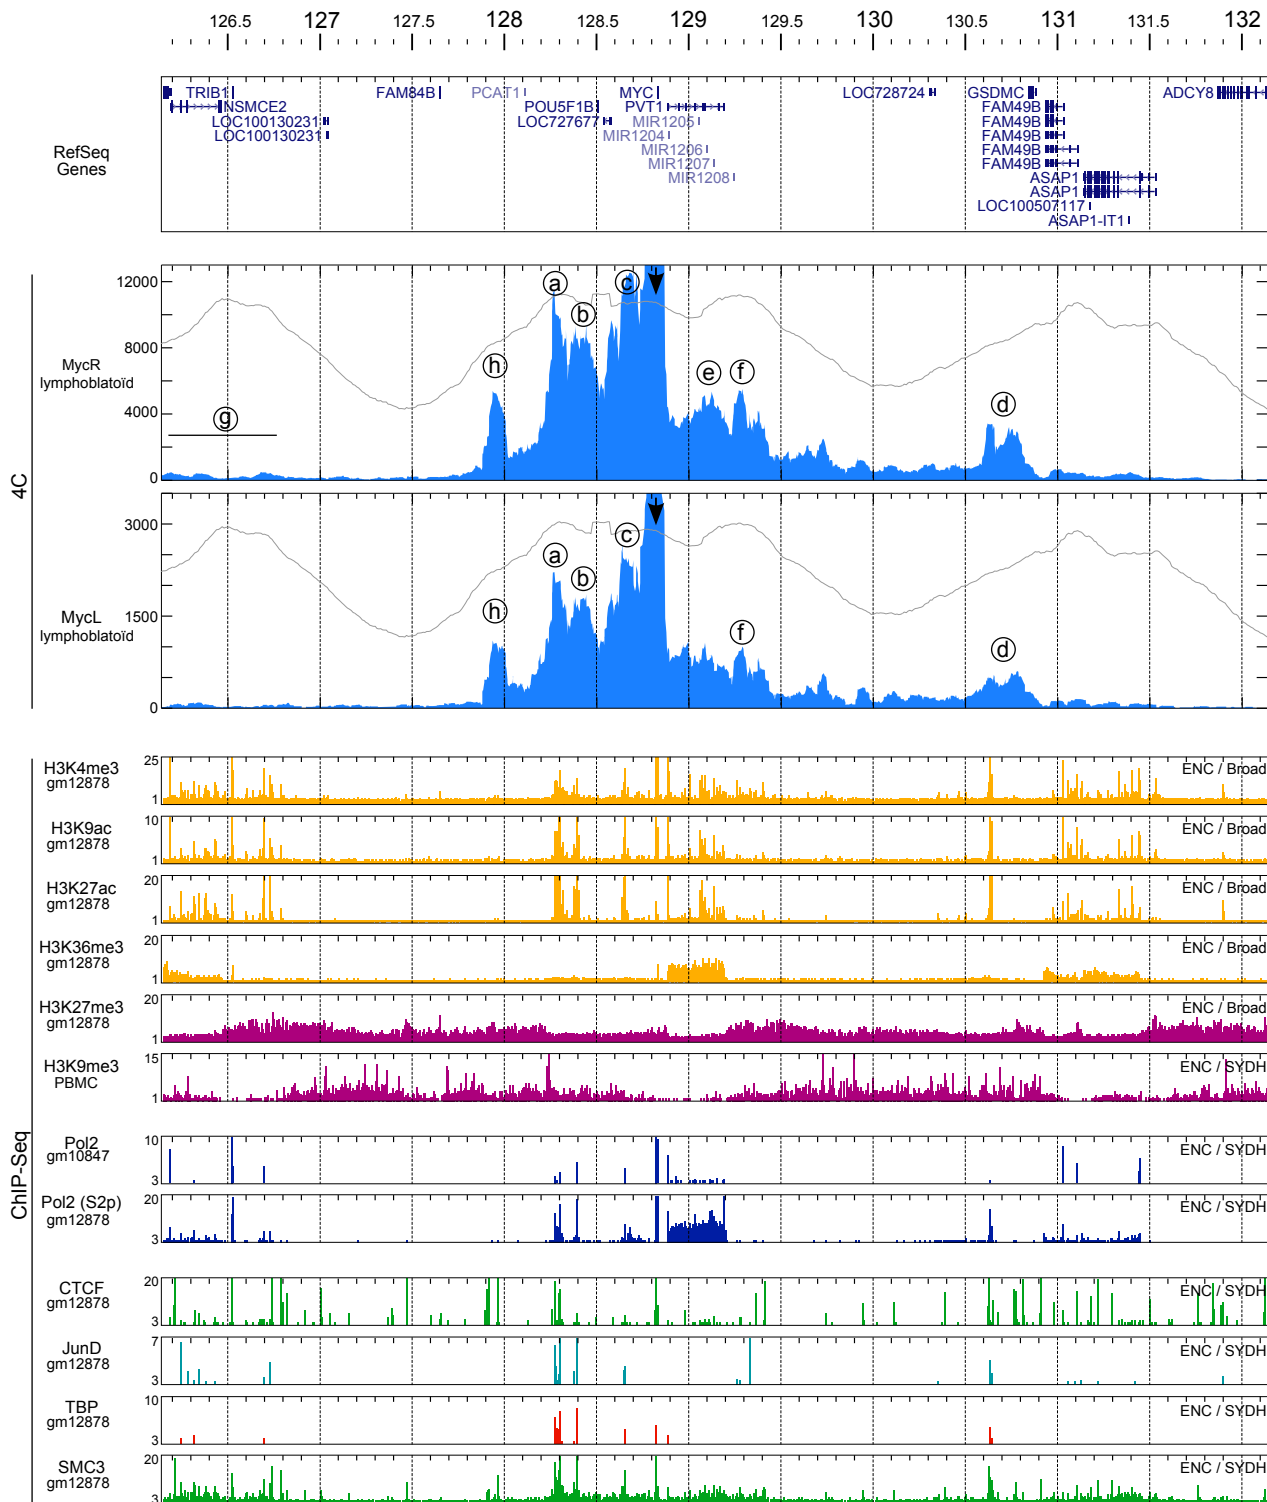 126.5 127 127.5 128 128.5 129 129.5 130 130.5 131 131.5 132
RefSeq
Genes
TRIB1 FAM84B PCAT1 MYC LOC728724 GSDMC ADCY8
NSMCE2 POU5F1B PVT1 FAM49B
LOC100130231 LOC727677 MIR1205 FAM49B
LOC100130231 MIR1204 FAM49B
MIR1206 FAM49B
MIR1207 FAM49B
MIR1208 ASAP1
ASAP1
LOC100507117
ASAP1-IT1
4C
MycR
lymphoblatoïd
12000
8000
4000
0
a
b
c
h
e
f
d
g
MycL
lymphoblatoïd
3000
1500
0
a
b
c
h
f
d
ChIP-Seq
H3K4me3
gm12878
25
1
ENC / Broad
H3K9ac
gm12878
10
1
ENC / Broad
H3K27ac
gm12878
20
1
ENC / Broad
H3K36me3
gm12878
20
1
ENC / Broad
H3K27me3
gm12878
20
1
ENC / Broad
H3K9me3
PBMC
15
1
ENC / SYDH
Pol2
gm10847
10
3
ENC / SYDH
Pol2 (S2p)
gm12878
20
3
ENC / SYDH
CTCF
gm12878
20
3
ENC / SYDH
JunD
gm12878
7
3
ENC / SYDH
TBP
gm12878
10
3
ENC / SYDH
SMC3
gm12878
20
3
ENC / SYDH